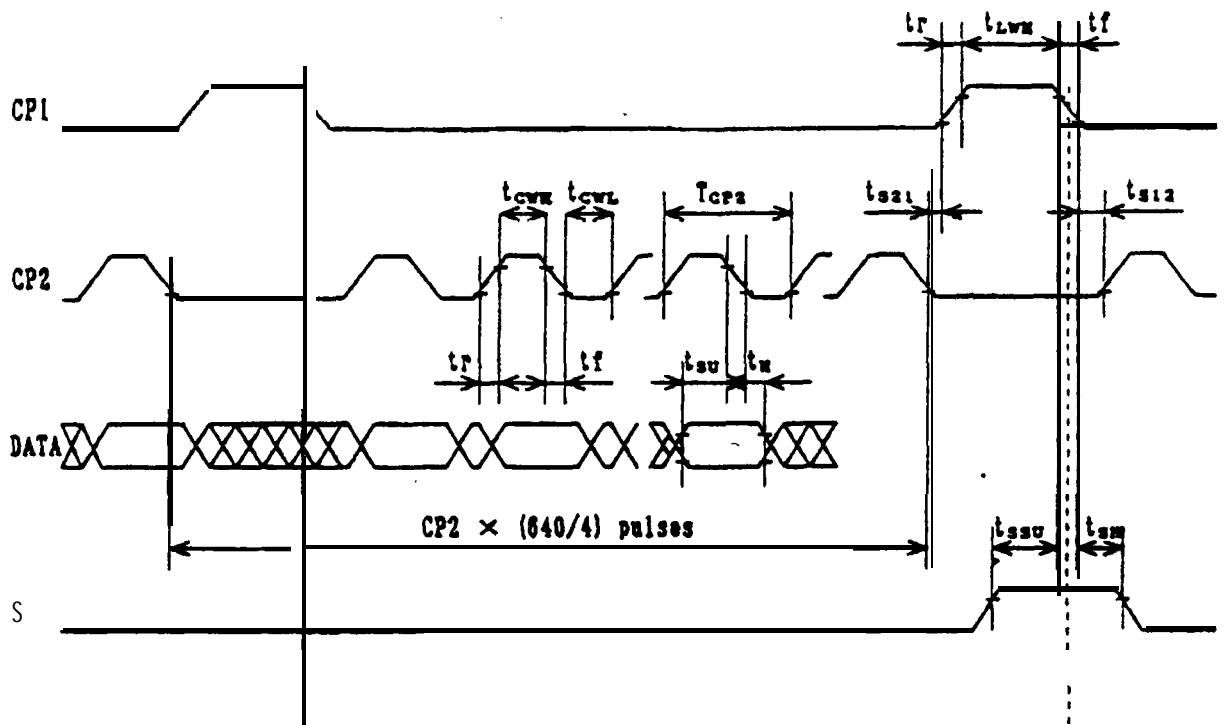 tr tLWH tf
CP1
tCWH tCWL TCP2 tS21 tS12
CP2
tr tf tSU tH
DATA
CP2 × (640/4) pulses
tSSU tSH
S